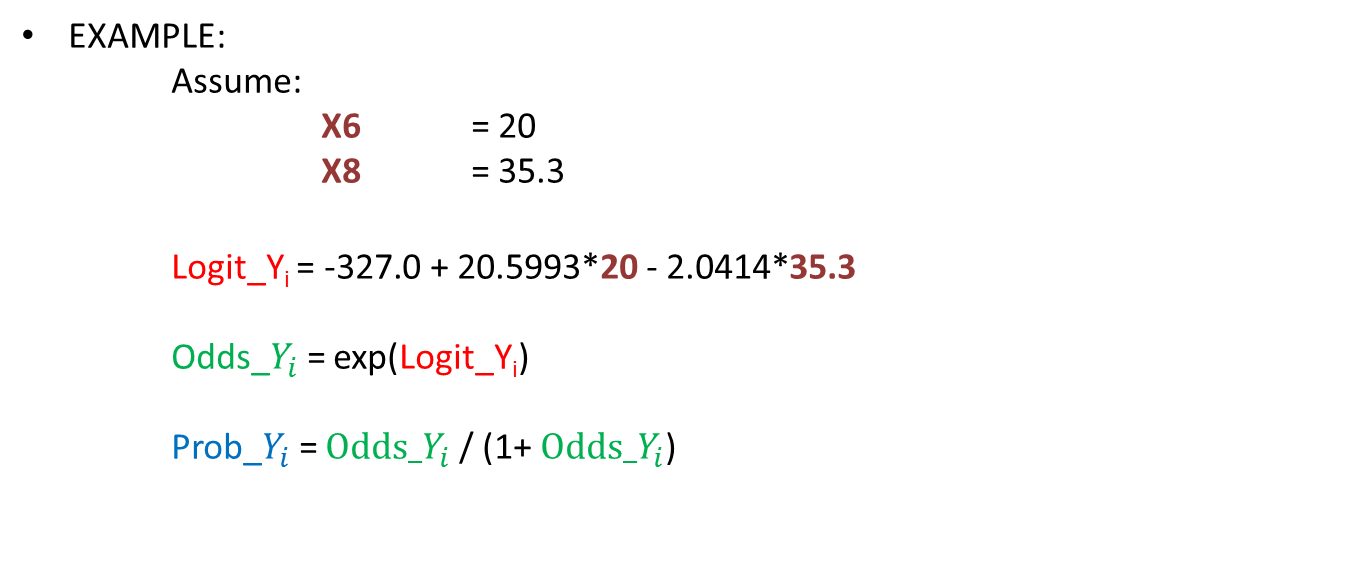 • EXAMPLE:
Assume:
X6 = 20
X8 = 35.3
Logit_Yi = -327.0 + 20.5993*20 - 2.0414*35.3
Odds_Yi = exp(Logit_Yi)
Prob_Yi = Odds_Yi / (1+ Odds_Yi)